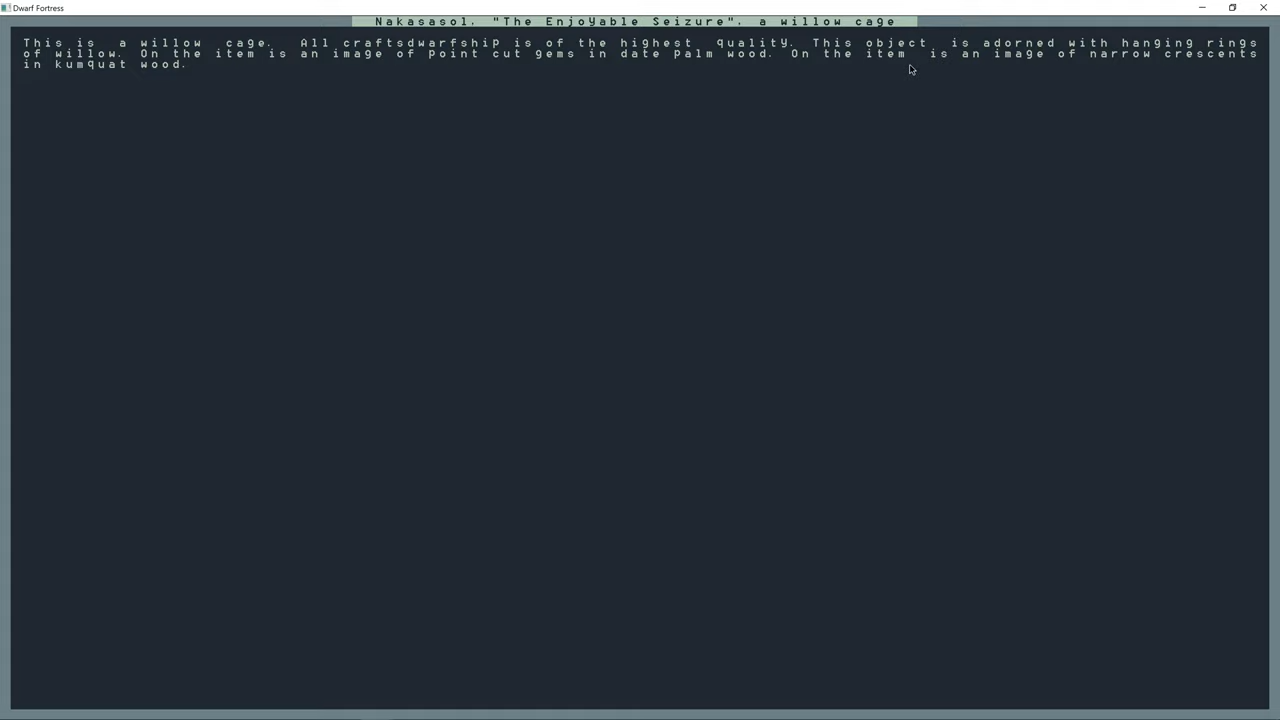 Dwarf Fortress
Nakasasol, "The Enjoyable Seizure", a willow cage
This is a willow cage. All craftsdwarfship is of the highest quality. This object is adorned with hanging rings
of willow. On the item is an image of point cut gems in date palm wood. On the item is an image of narrow crescents
in kumquat wood.